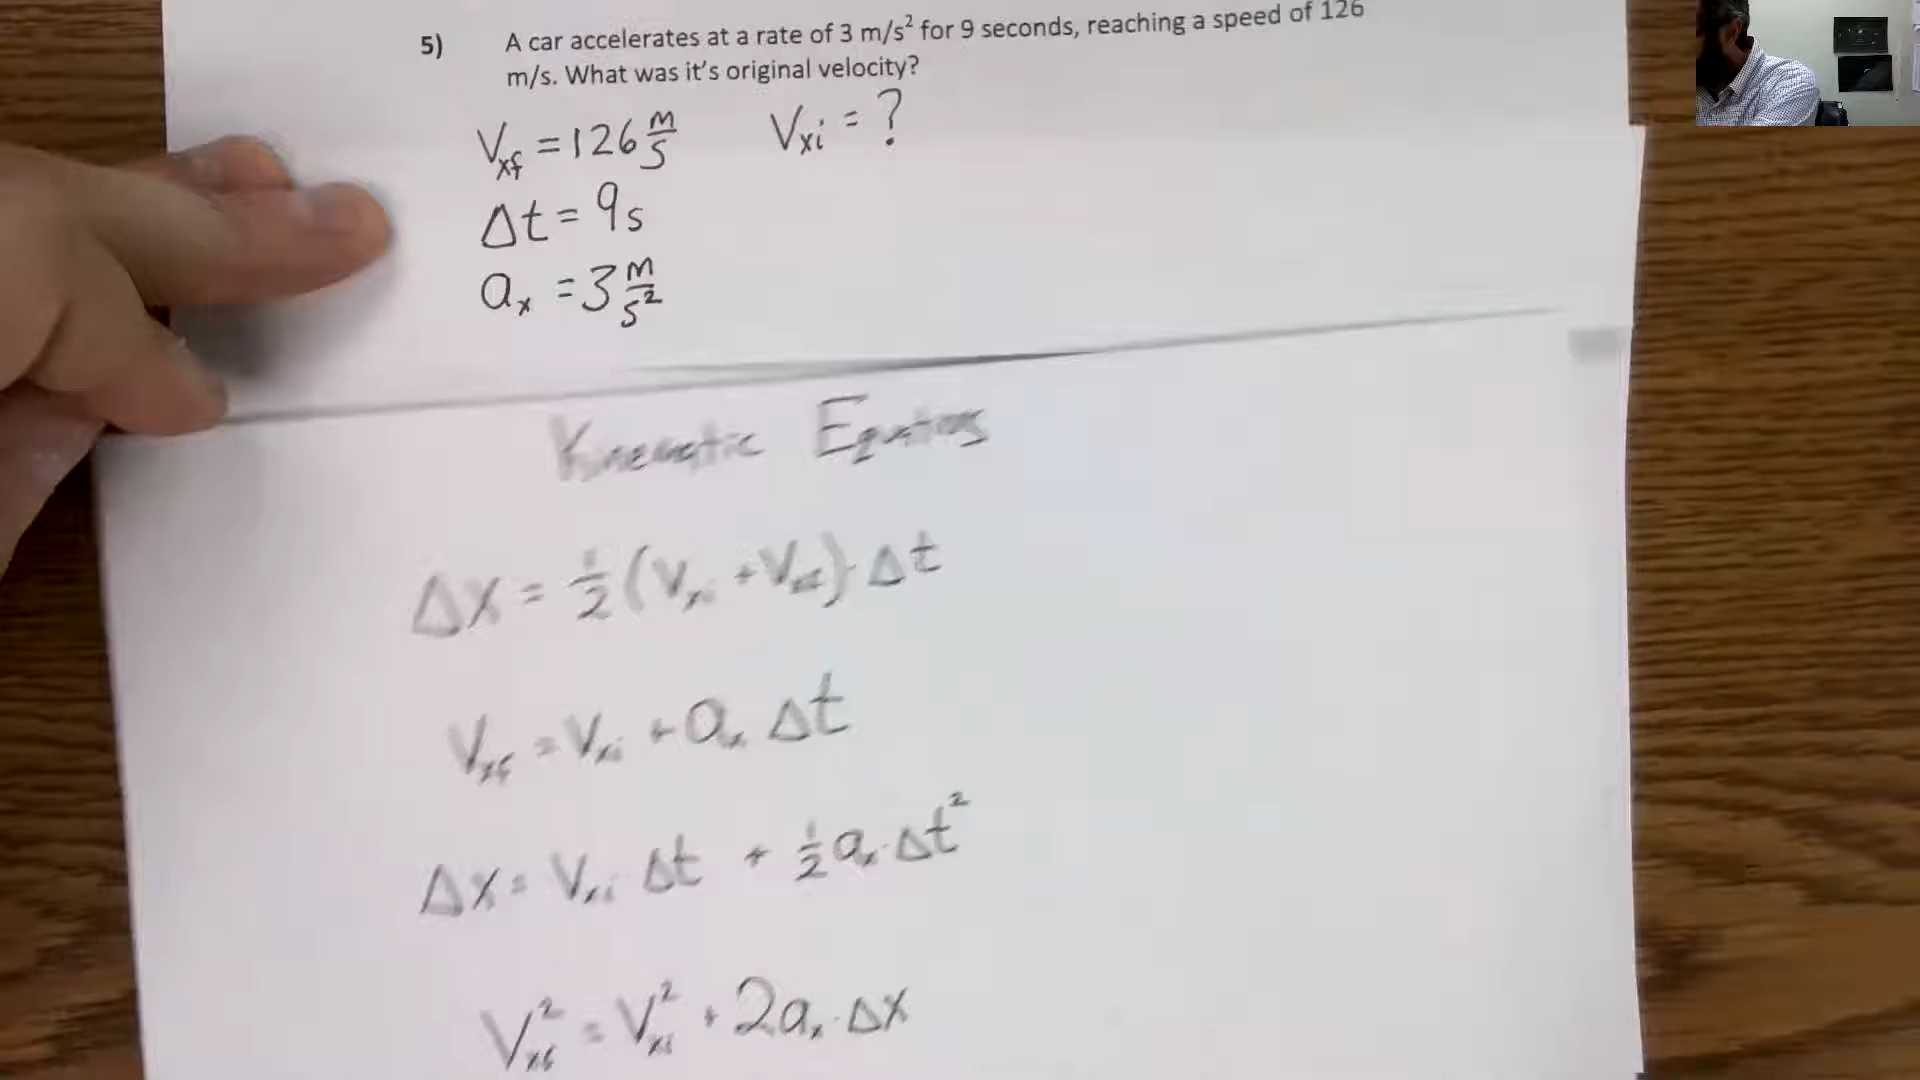 5) A car accelerates at a rate of 3 m/s² for 9 seconds, reaching a speed of 126
m/s. What was it's original velocity?
Vxf = 126 m/s Vxi = ?
Δt = 9s
ax = 3 m/s²
Kinematic Equations
Δx = ½(Vxi + Vxf)·Δt
Vxf = Vxi + ax Δt
Δx = Vxi Δt + ½ax·Δt²
Vxf² = Vxi² + 2ax·Δx